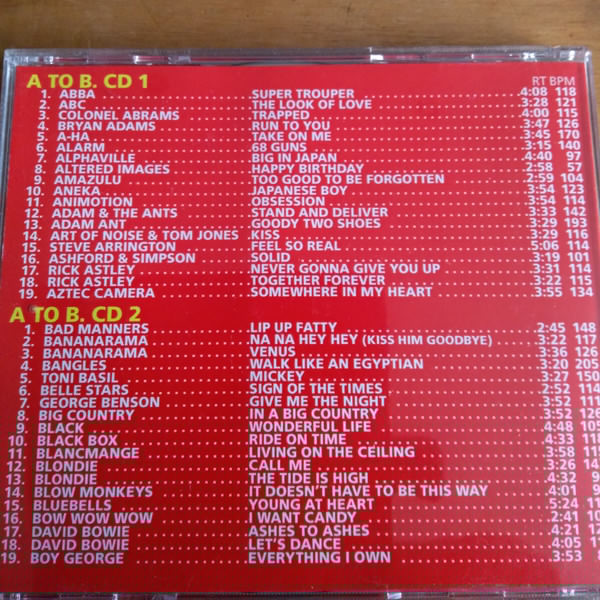 A TO B. CD 1 RT BPM
1. ABBA SUPER TROUPER 4:08 118
2. ABC THE LOOK OF LOVE 3:28 121
3. COLONEL ABRAMS TRAPPED 4:00 115
4. BRYAN ADAMS RUN TO YOU 3:47 126
5. A-HA TAKE ON ME 3:45 170
6. ALARM 68 GUNS 3:15 140
7. ALPHAVILLE BIG IN JAPAN 4:40 97
8. ALTERED IMAGES HAPPY BIRTHDAY 2:58 57
9. AMAZULU TOO GOOD TO BE FORGOTTEN 2:59 104
10. ANEKA JAPANESE BOY 3:54 123
11. ANIMOTION OBSESSION 3:54 114
12. ADAM & THE ANTS STAND AND DELIVER 3:33 142
13. ADAM ANT GOODY TWO SHOES 3:29 193
14. ART OF NOISE & TOM JONES KISS 3:29 116
15. STEVE ARRINGTON FEEL SO REAL 5:06 114
16. ASHFORD & SIMPSON SOLID 3:19 101
17. RICK ASTLEY NEVER GONNA GIVE YOU UP 3:31 114
18. RICK ASTLEY TOGETHER FOREVER 3:22 115
19. AZTEC CAMERA SOMEWHERE IN MY HEART 3:55 134
A TO B. CD 2
1. BAD MANNERS LIP UP FATTY 2:45 148
2. BANANARAMA NA NA HEY HEY (KISS HIM GOODBYE) 3:22 117
3. BANANARAMA VENUS 3:36 126
4. BANGLES WALK LIKE AN EGYPTIAN 3:20 205
5. TONI BASIL MICKEY 3:27 150
6. BELLE STARS SIGN OF THE TIMES 2:52 114
7. GEORGE BENSON GIVE ME THE NIGHT 3:52 111
8. BIG COUNTRY IN A BIG COUNTRY 3:52 126
9. BLACK WONDERFUL LIFE 4:48 105
10. BLACK BOX RIDE ON TIME 4:33 118
11. BLANCMANGE LIVING ON THE CEILING 3:58
12. BLONDIE CALL ME 3:26
13. BLONDIE THE TIDE IS HIGH 4:32
14. BLOW MONKEYS IT DOESN'T HAVE TO BE THIS WAY 4:01
15. BLUEBELLS YOUNG AT HEART 5:24
16. BOW WOW WOW I WANT CANDY 2:41
17. DAVID BOWIE ASHES TO ASHES 4:21
18. DAVID BOWIE LET'S DANCE 4:05
19. BOY GEORGE EVERYTHING I OWN 3:53